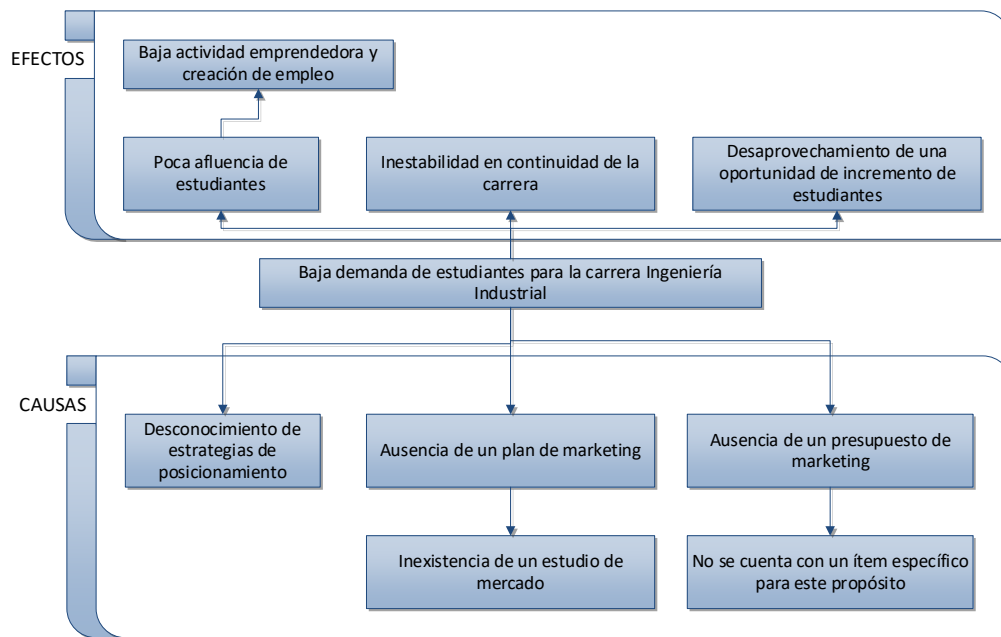 EFECTOS
Baja actividad emprendedora y
creación de empleo
Poca afluencia de
estudiantes
Inestabilidad en continuidad de la
carrera
Desaprovechamiento de una
oportunidad de incremento de
estudiantes
Baja demanda de estudiantes para la carrera Ingeniería
Industrial
CAUSAS
Desconocimiento de
estrategias de
posicionamiento
Ausencia de un plan de marketing
Ausencia de un presupuesto de
marketing
Inexistencia de un estudio de
mercado
No se cuenta con un ítem específico
para este propósito